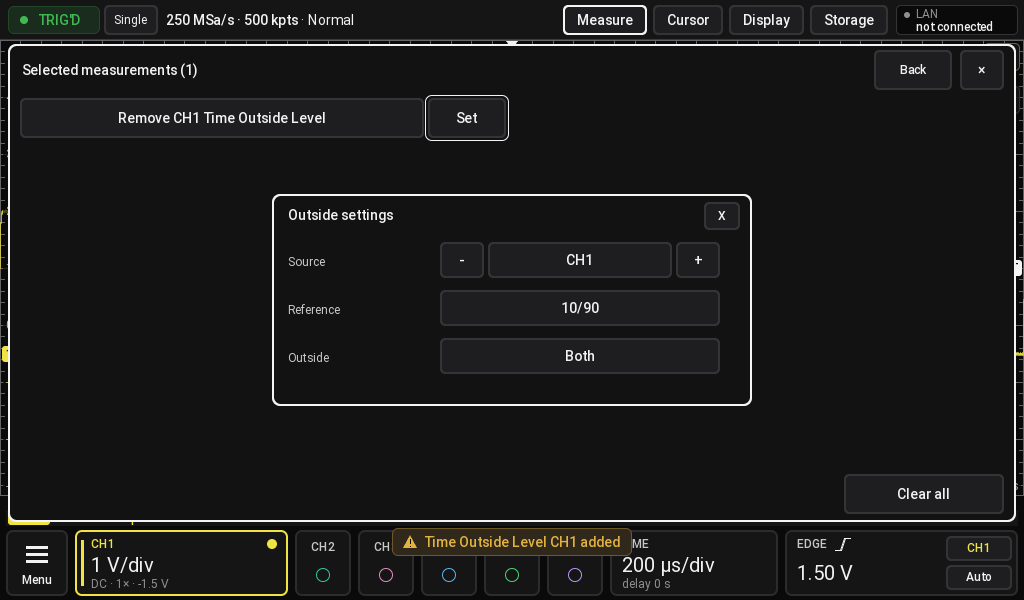 TRIG'D
Single
250 MSa/s · 500 kpts · Normal
Measure
Cursor
Display
Storage
LAN
not connected
Selected measurements (1)
Back
×
Remove CH1 Time Outside Level
Set
Outside settings
X
Source
-
CH1
+
Reference
10/90
Outside
Both
Clear all
Menu
CH1
1 V/div
DC · 1× · -1.5 V
CH2
CH
Time Outside Level CH1 added
ME
200 µs/div
delay 0 s
EDGE
1.50 V
CH1
Auto